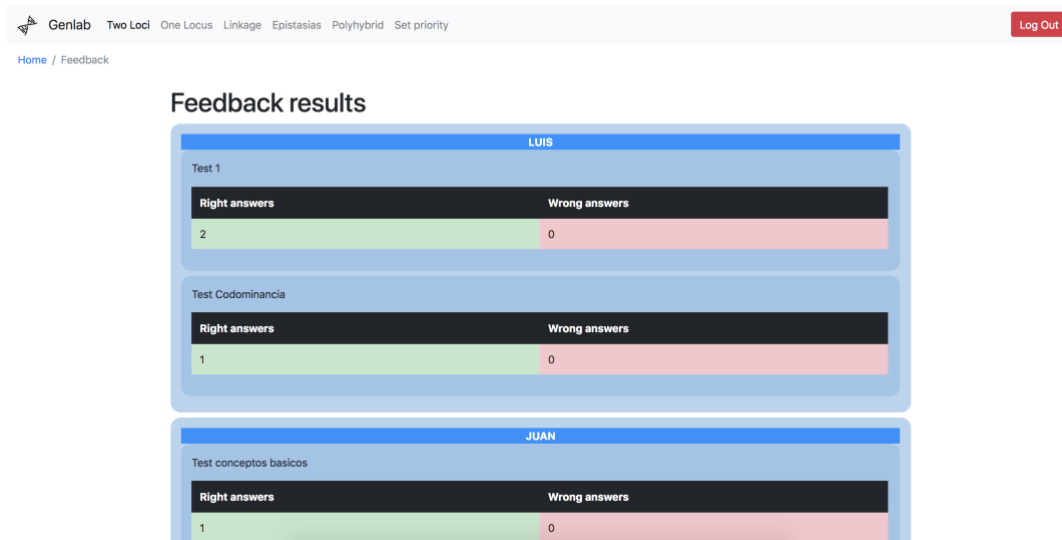 Genlab Two Loci One Locus Linkage Epistasias Polyhybrid Set priority Log Out
Home / Feedback
Feedback results
LUIS
Test 1
Right answers Wrong answers
2 0
Test Codominancia
Right answers Wrong answers
1 0
JUAN
Test conceptos basicos
Right answers Wrong answers
1 0